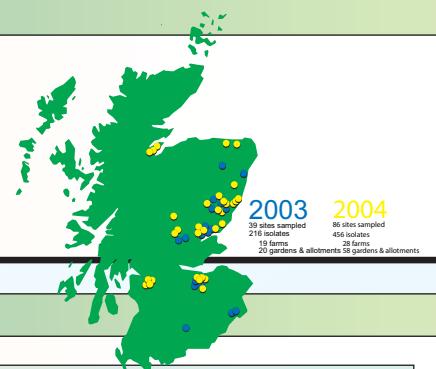 2003 2004
39 sites sampled 86 sites sampled
216 isolates 456 isolates
19 farms 28 farms
20 gardens & allotments 58 gardens & allotments